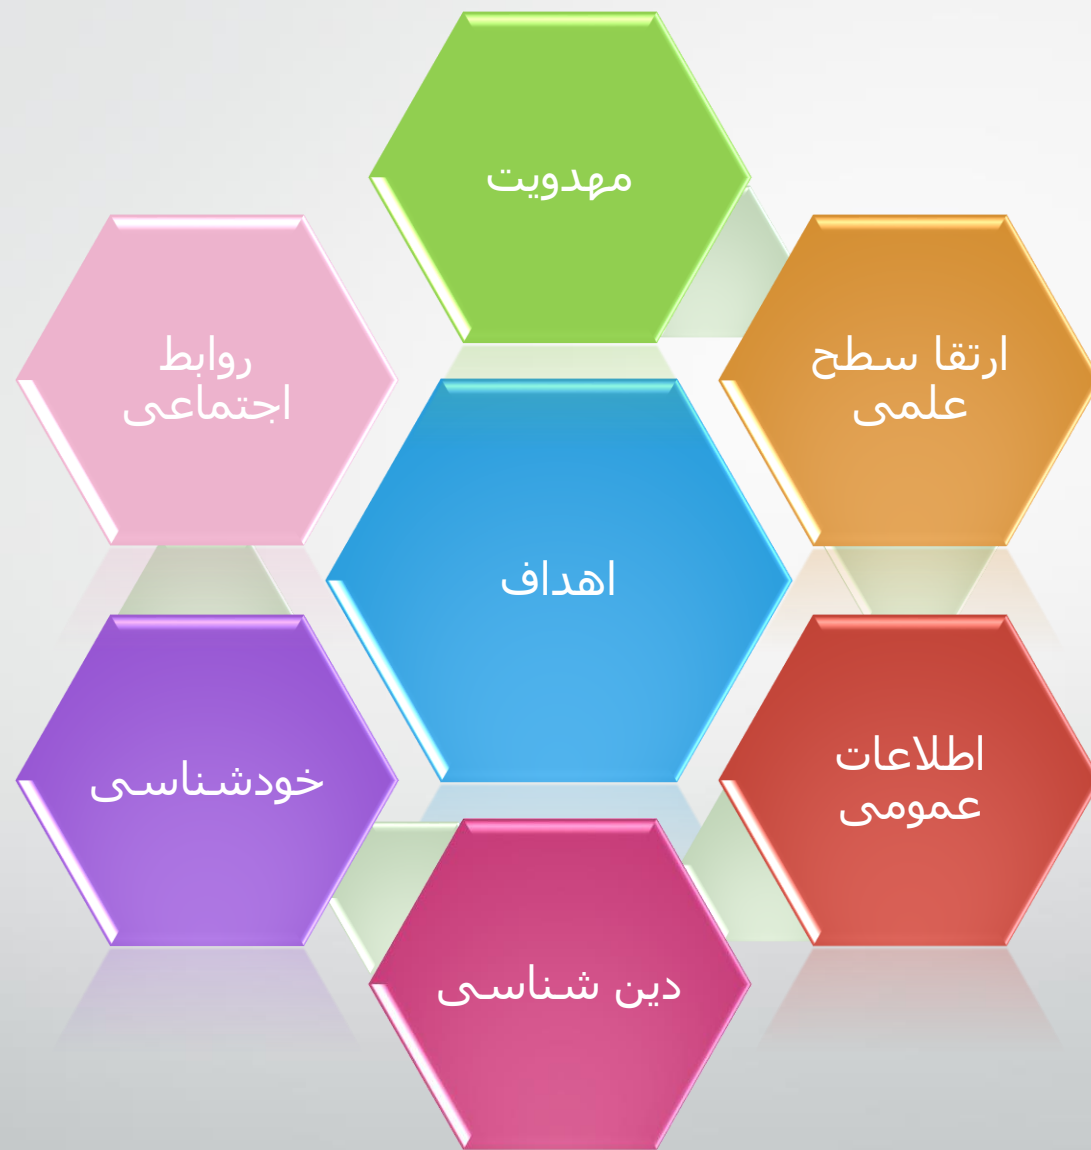 مهدویت
ارتقا سطح
علمی
روابط
اجتماعی
اهداف
اطلاعات
عمومی
خودشناسی
دین شناسی